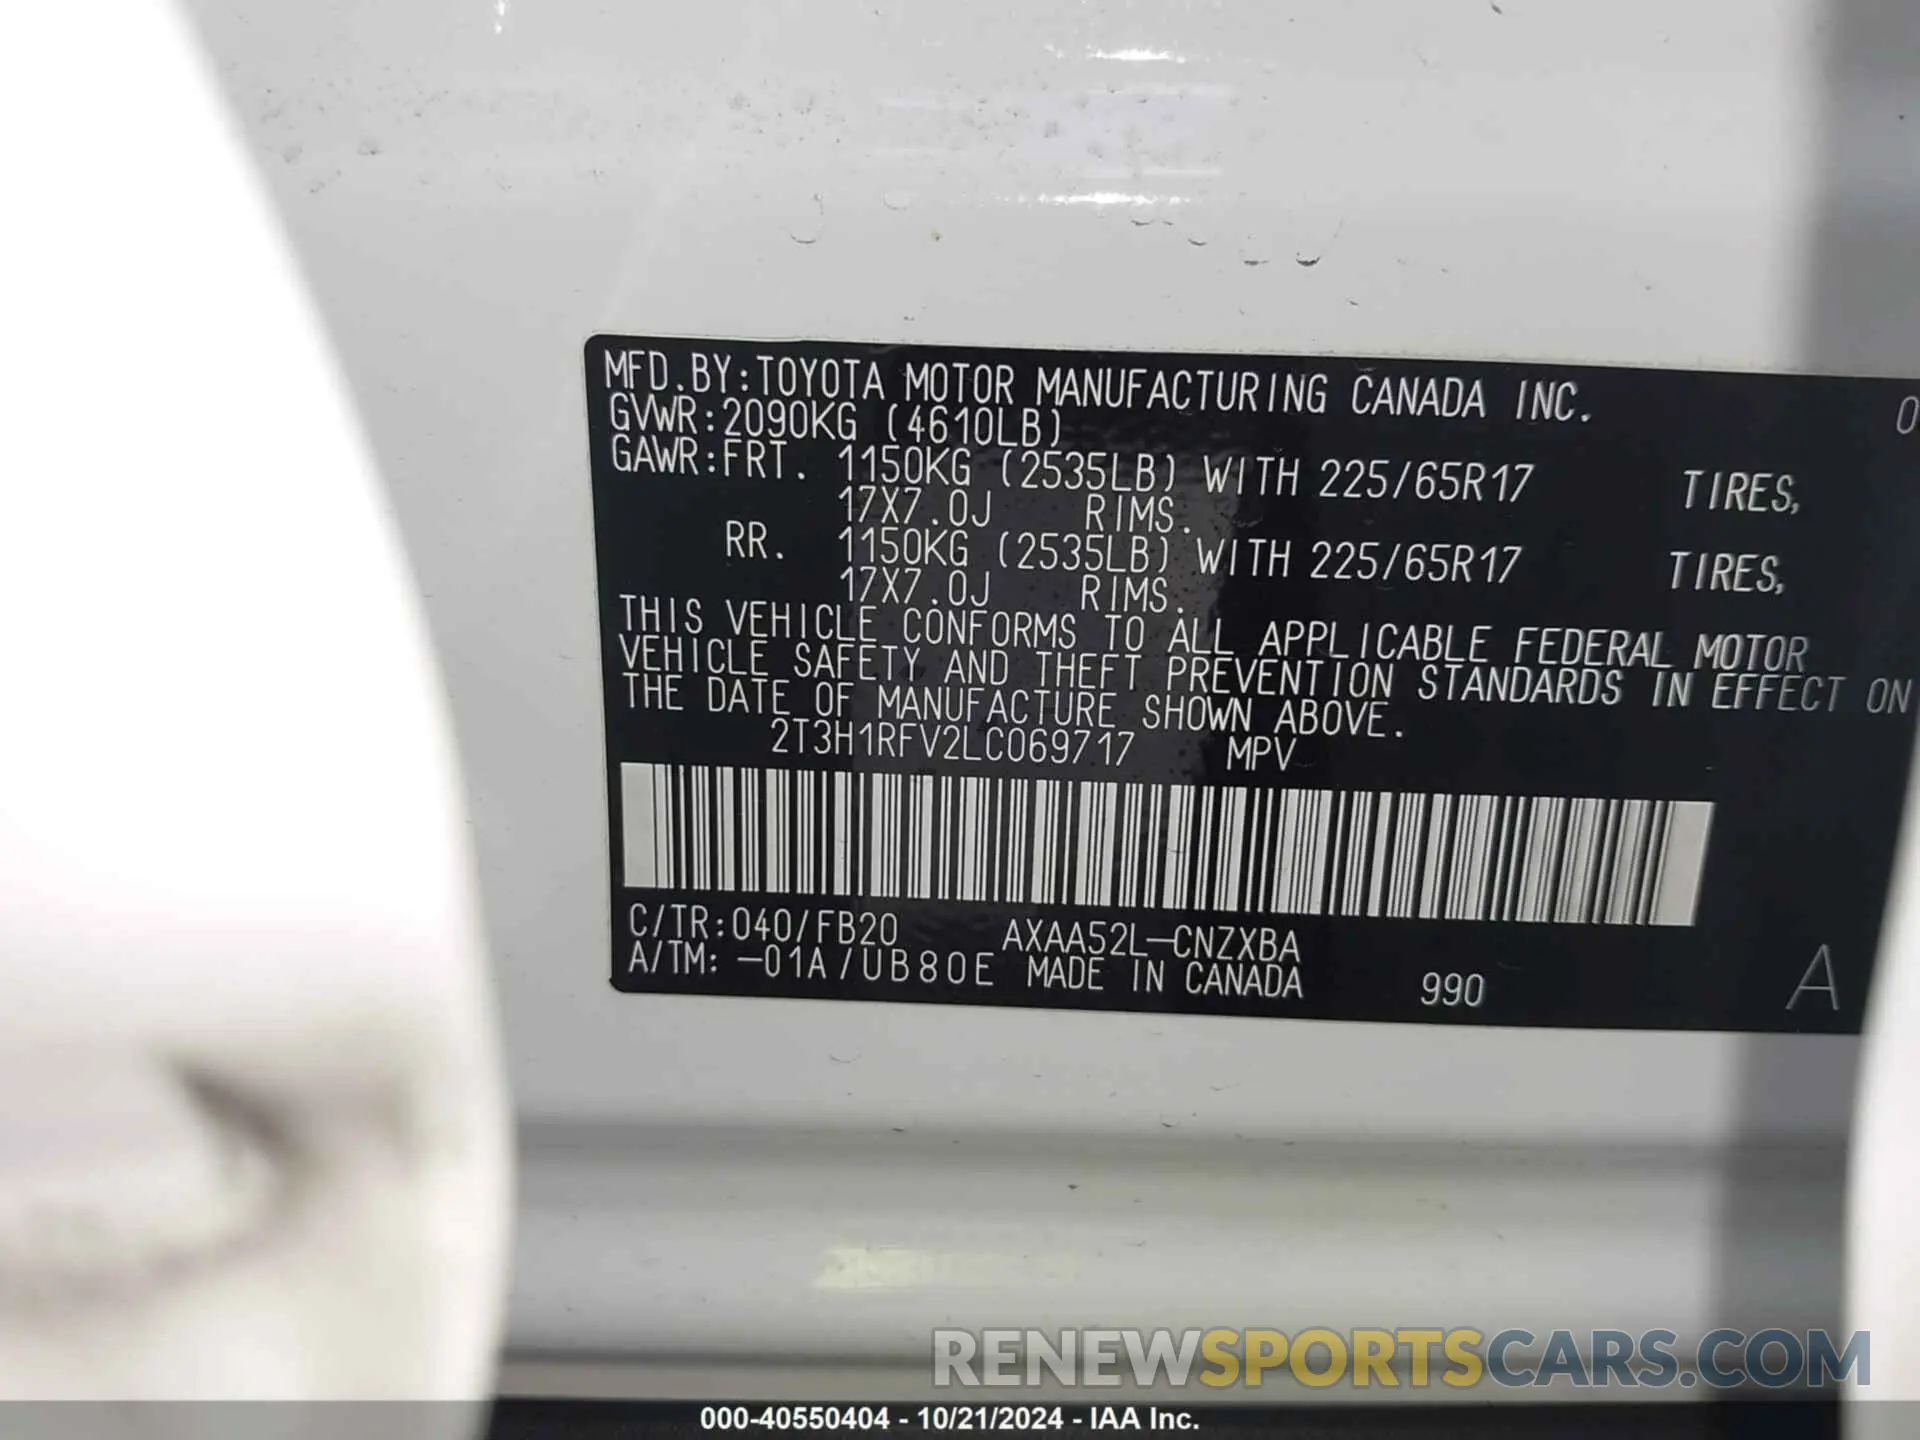 MFD.BY:TOYOTA MOTOR MANUFACTURING CANADA INC. 0
GVWR:2090KG (4610LB)
GAWR:FRT. 1150KG (2535LB) WITH 225/65R17 TIRES,
17X7.0J RIMS.
RR. 1150KG (2535LB) WITH 225/65R17 TIRES,
17X7.0J RIMS.
THIS VEHICLE CONFORMS TO ALL APPLICABLE FEDERAL MOTOR
VEHICLE SAFETY AND THEFT PREVENTION STANDARDS IN EFFECT ON
THE DATE OF MANUFACTURE SHOWN ABOVE.
2T3H1RFV2LC069717 MPV
C/TR:040/FB20 AXAA52L-CNZXBA
A/TM:-01A/UB80E MADE IN CANADA 990 A
RENEWSPORTSCARS.COM
000-40550404 - 10/21/2024 - IAA Inc.